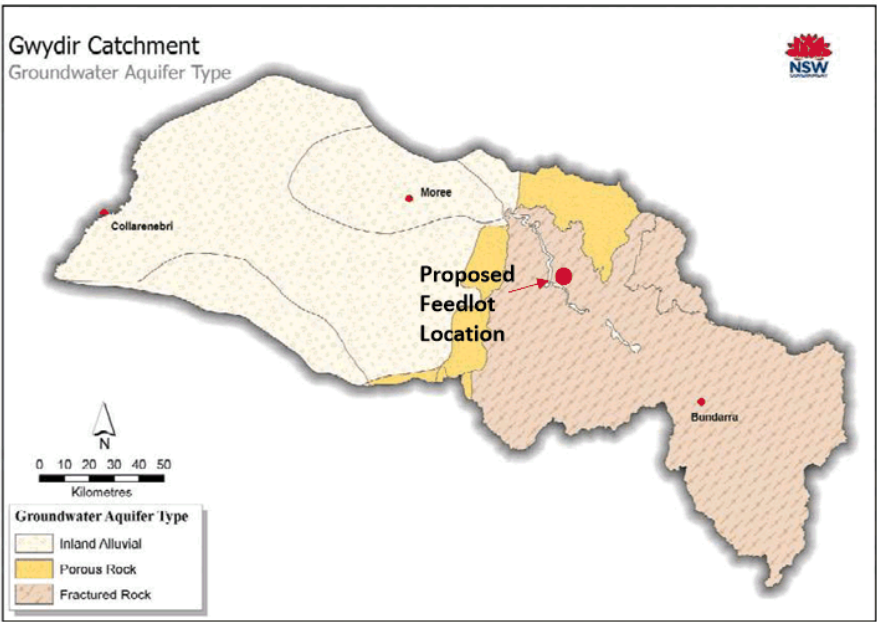 Gwydir Catchment
Groundwater Aquifer Type
NSW
GOVERNMENT
Moree
Collarenebri
Proposed
Feedlot
Location
Bundarra
N
0 10 20 30 40 50
Kilometres
Groundwater Aquifer Type
Inland Alluvial
Porous Rock
Fractured Rock